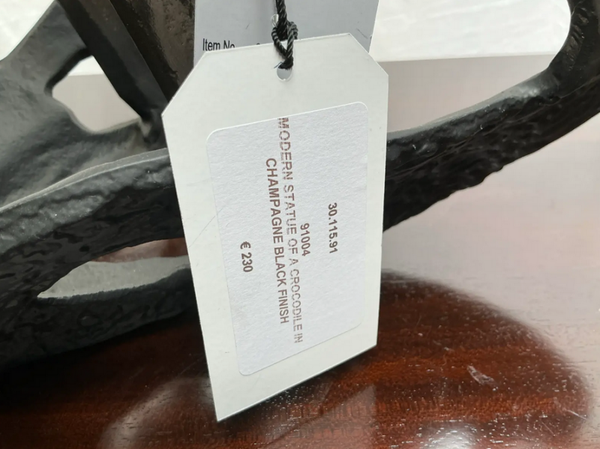 Item No
30.115.91
91004
MODERN STATUE OF A CROCODILE IN
CHAMPAGNE BLACK FINISH
€ 230